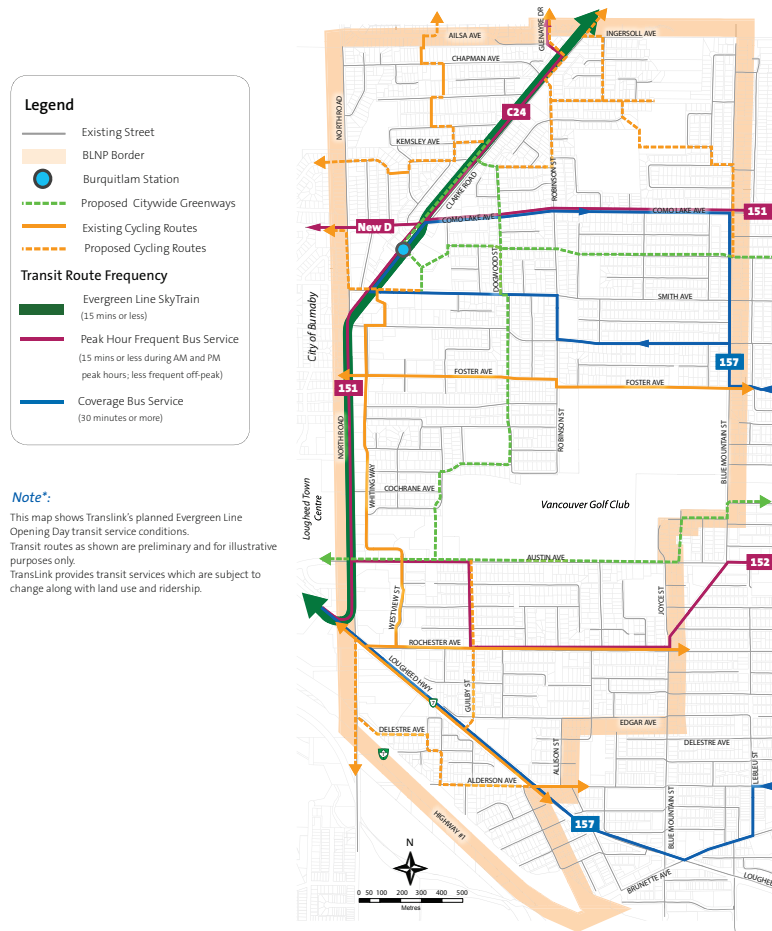 Legend
Existing Street
BLNP Border
Burquitlam Station
Proposed Citywide Greenways
Existing Cycling Routes
Proposed Cycling Routes
Transit Route Frequency
Evergreen Line SkyTrain
(15 mins or less)
Peak Hour Frequent Bus Service
(15 mins or less during AM and PM
peak hours; less frequent off-peak)
Coverage Bus Service
(30 minutes or more)
Note*:
This map shows Translink's planned Evergreen Line
Opening Day transit service conditions.
Transit routes as shown are preliminary and for illustrative
purposes only.
TransLink provides transit services which are subject to
change along with land use and ridership.
GLENAYRE DR
AILSA AVE
INGERSOLL AVE
CHAPMAN AVE
NORTH ROAD
C24
KEMSLEY AVE
ROBINSON ST
CLARKE ROAD
COMO LAKE AVE
COMO LAKE AVE
151
New D
DOGWOOD ST
SMITH AVE
City of Burnaby
157
FOSTER AVE
FOSTER AVE
151
ROBINSON ST
NORTH ROAD
BLUE MOUNTAIN ST
WHITING WAY
COCHRANE AVE
Lougheed Town
Centre
Vancouver Golf Club
AUSTIN AVE
152
WESTVIEW ST
JOYCE ST
ROCHESTER AVE
LOUGHEED HWY
GUILBY ST
7
EDGAR AVE
DELESTRE AVE
DELESTRE AVE
ALLISON ST
LEBLEU ST
ALDERSON AVE
BLUE MOUNTAIN ST
157
HIGHWAY #1
BRUNETTE AVE
LOUGHE
N
0 50 100 200 300 400 500
Metres